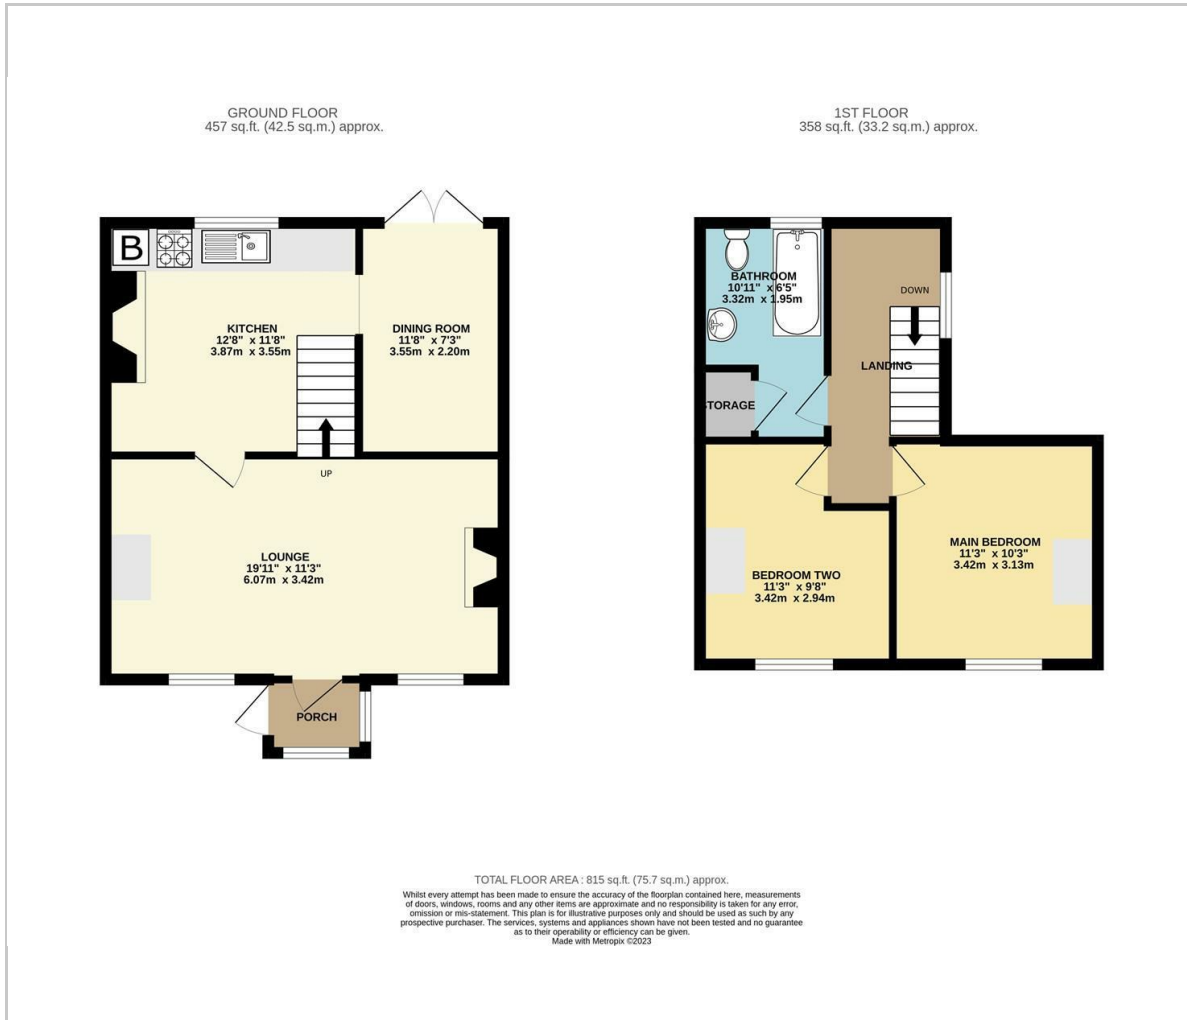 GROUND FLOOR
457 sq.ft. (42.5 sq.m.) approx.
B
KITCHEN
12'8" x 11'8"
3.87m x 3.55m
DINING ROOM
11'8" x 7'3"
3.55m x 2.20m
UP
LOUNGE
19'11" x 11'3"
6.07m x 3.42m
PORCH
1ST FLOOR
358 sq.ft. (33.2 sq.m.) approx.
BATHROOM
10'11" x 6'5"
3.32m x 1.95m
DOWN
LANDING
STORAGE
MAIN BEDROOM
11'3" x 10'3"
3.42m x 3.13m
BEDROOM TWO
11'3" x 9'8"
3.42m x 2.94m
TOTAL FLOOR AREA : 815 sq.ft. (75.7 sq.m.) approx.
Whilst every attempt has been made to ensure the accuracy of the floorplan contained here, measurements
of doors, windows, rooms and any other items are approximate and no responsibility is taken for any error,
omission or mis-statement. This plan is for illustrative purposes only and should be used as such by any
prospective purchaser. The services, systems and appliances shown have not been tested and no guarantee
as to their operability or efficiency can be given.
Made with Metropix ©2023